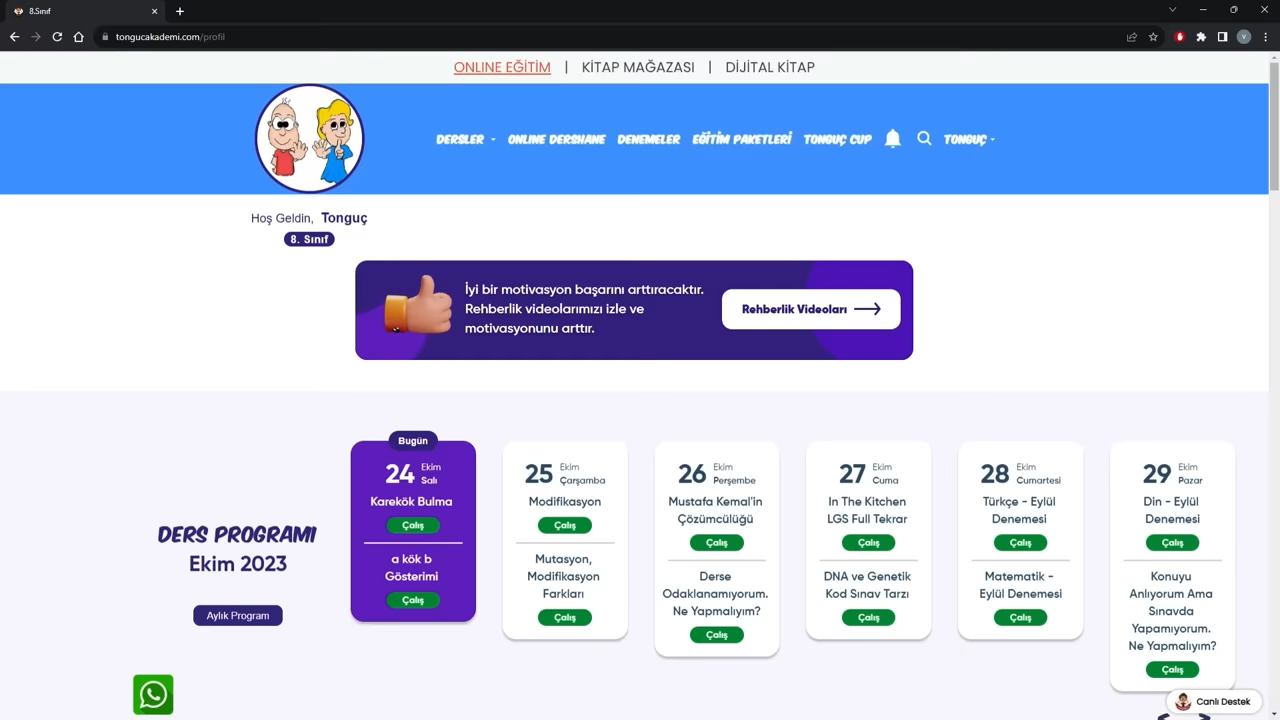 8.Sınıf
tongucakademi.com/profil
ONLINE EĞİTİM | KİTAP MAĞAZASI | DİJİTAL KİTAP
DERSLER ONLINE DERSHANE DENEMELER EĞİTİM PAKETLERİ TONGUÇ CUP TONGUÇ
Hoş Geldin, Tonguç
8. Sınıf
İyi bir motivasyon başarını arttıracaktır.
Rehberlik videolarımızı izle ve
motivasyonunu arttır.
Rehberlik Videoları
DERS PROGRAMI
Ekim 2023
Aylık Program
Bugün
24 Ekim
Salı
Karekök Bulma
Çalış
a kök b
Gösterimi
Çalış
25 Ekim
Çarşamba
Modifikasyon
Çalış
Mutasyon,
Modifikasyon
Farkları
Çalış
26 Ekim
Perşembe
Mustafa Kemal'in
Çözümcülüğü
Çalış
Derse
Odaklanamıyorum.
Ne Yapmalıyım?
Çalış
27 Ekim
Cuma
In The Kitchen
LGS Full Tekrar
Çalış
DNA ve Genetik
Kod Sınav Tarzı
Çalış
28 Ekim
Cumartesi
Türkçe - Eylül
Denemesi
Çalış
Matematik -
Eylül Denemesi
Çalış
29 Ekim
Pazar
Din - Eylül
Denemesi
Çalış
Konuyu
Anlıyorum Ama
Sınavda
Yapamıyorum.
Ne Yapmalıyım?
Çalış
Canlı Destek